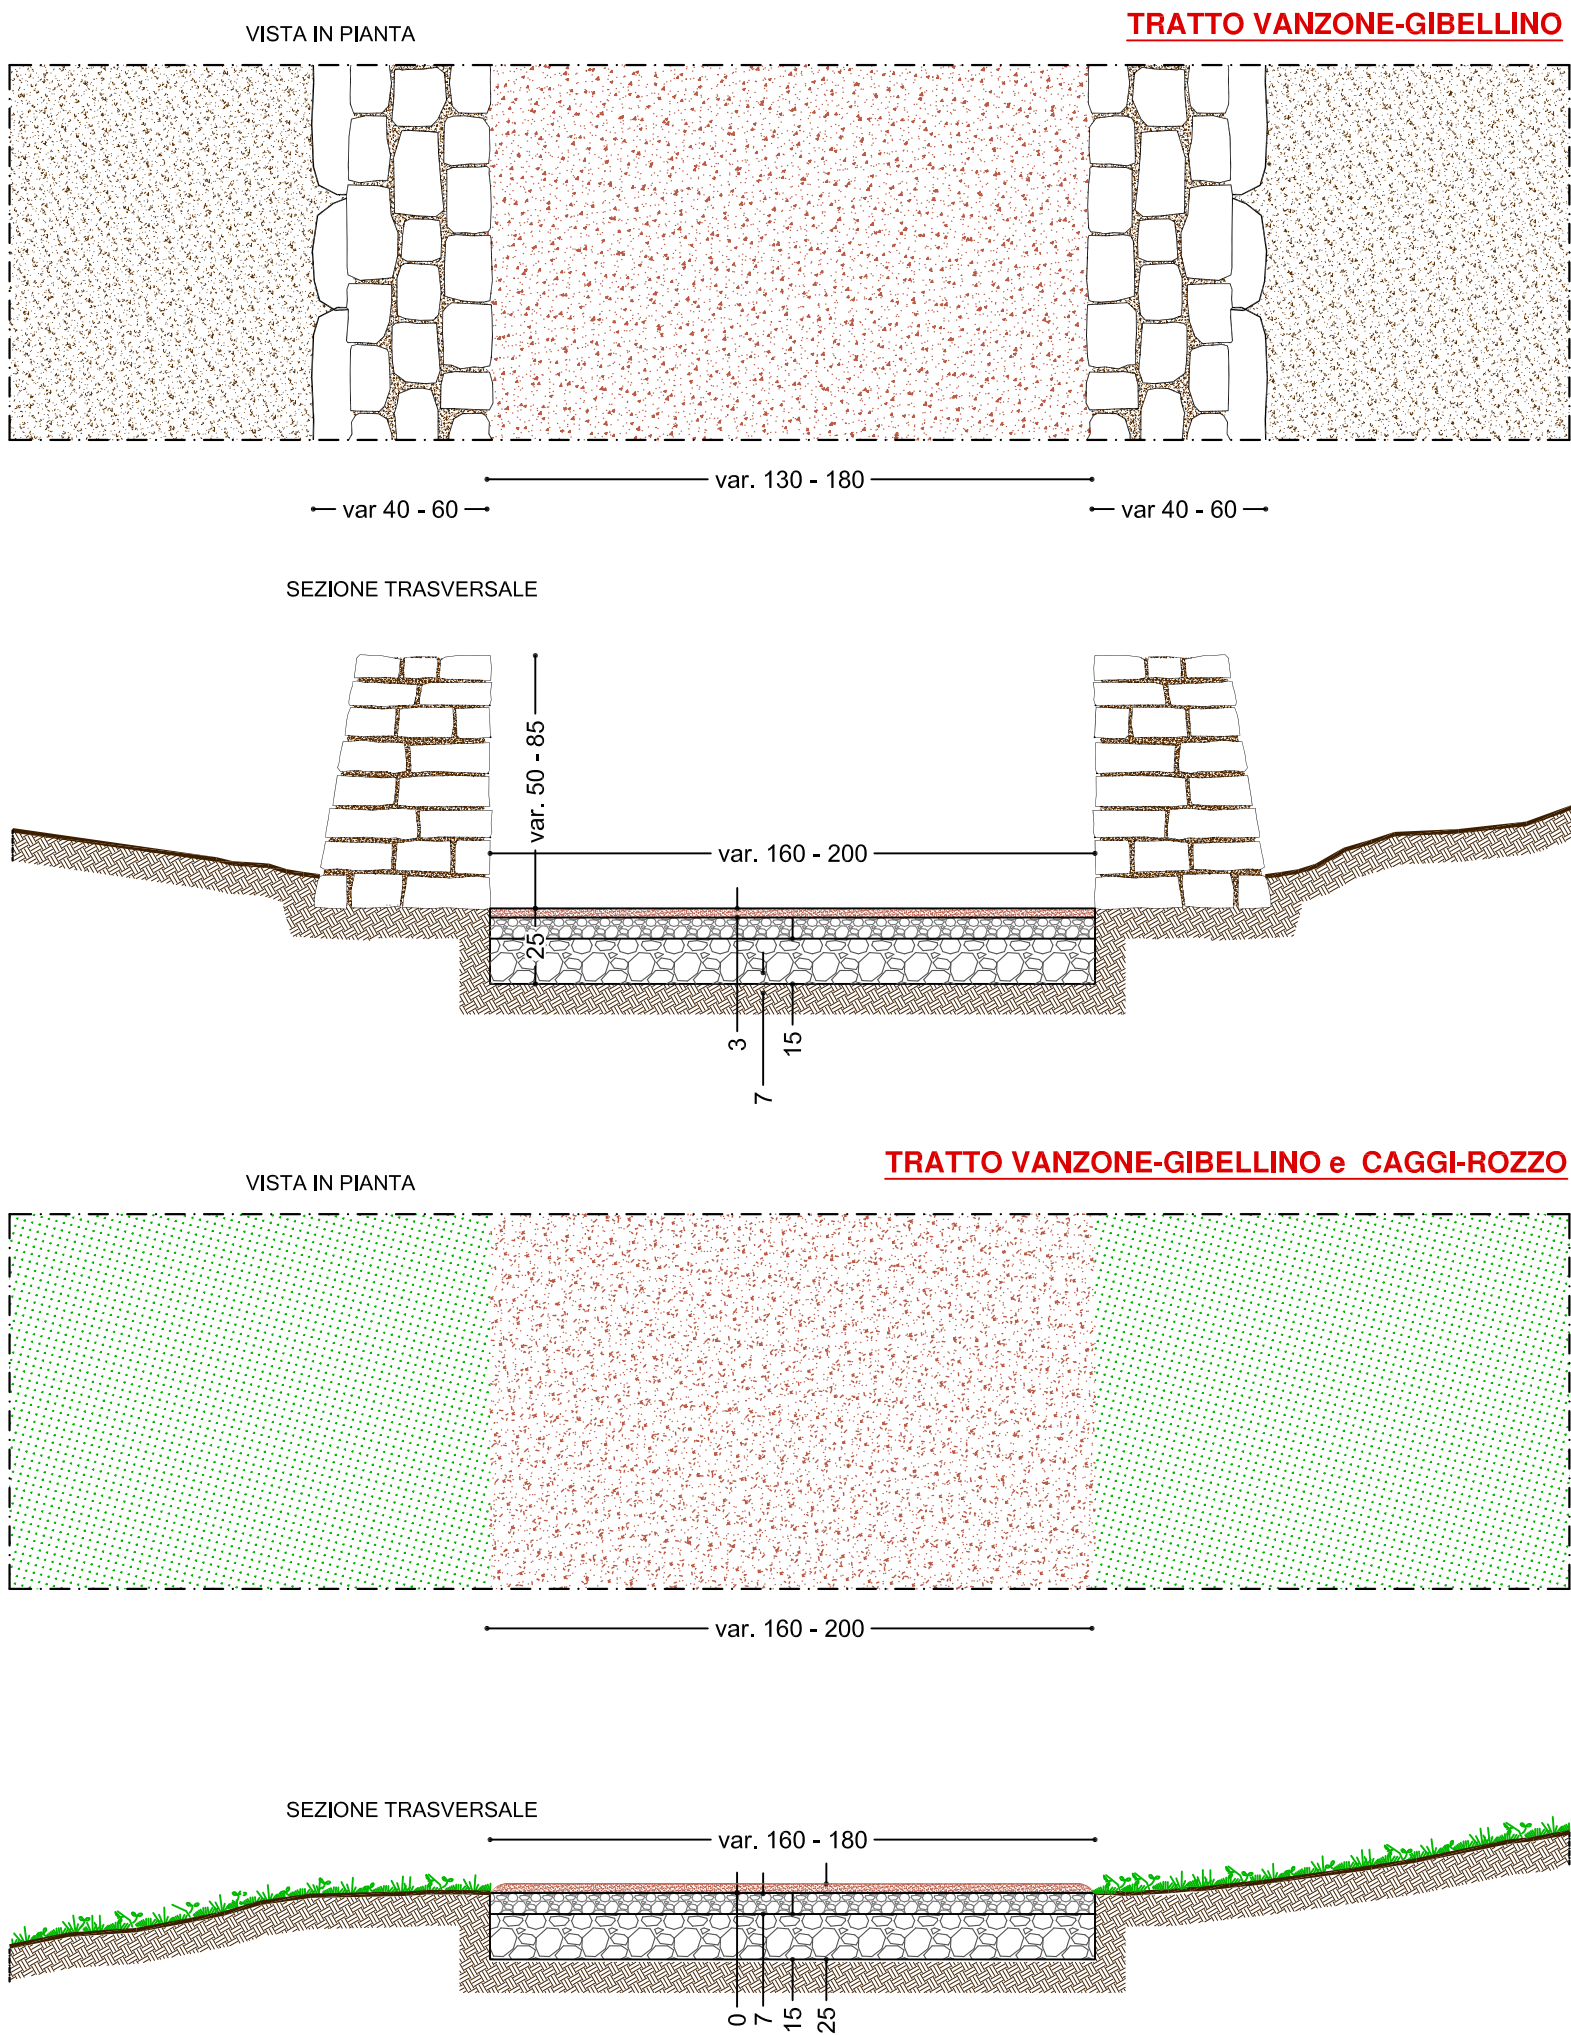 VISTA IN PIANTA
TRATTO VANZONE-GIBELLINO
var. 130 - 180
var 40 - 60
var 40 - 60
SEZIONE TRASVERSALE
var. 50 - 85
var. 160 - 200
25
3
15
7
TRATTO VANZONE-GIBELLINO e CAGGI-ROZZO
VISTA IN PIANTA
var. 160 - 200
SEZIONE TRASVERSALE
var. 160 - 180
0
7
15
25